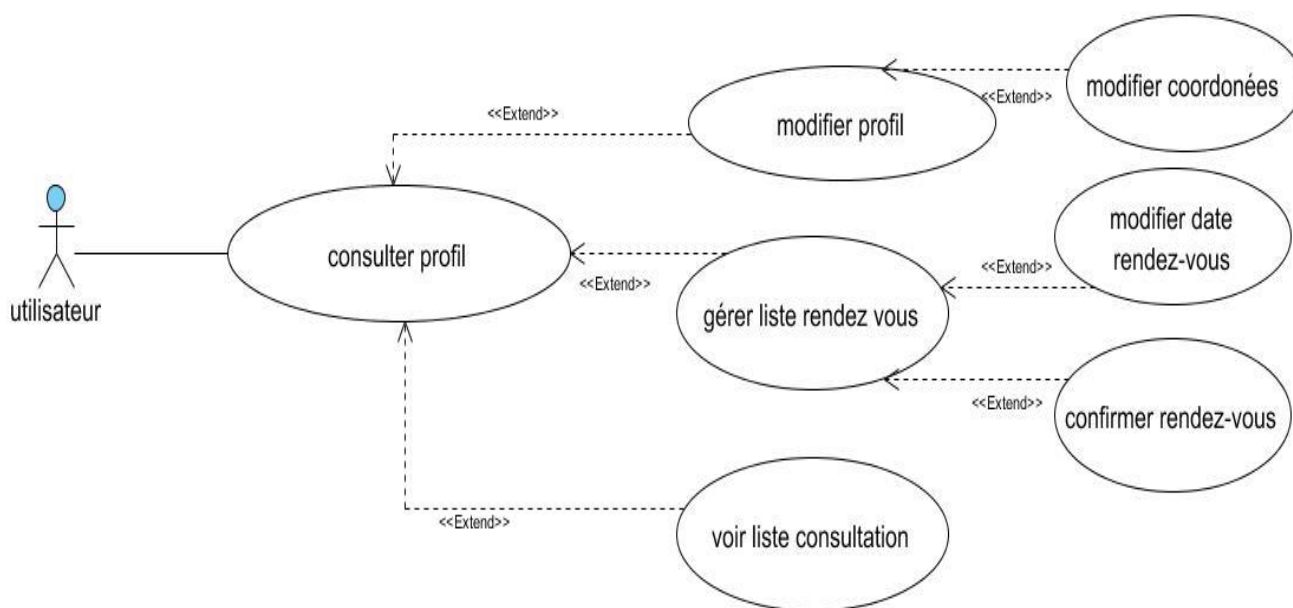 modifier coordonées
<<Extend>>
modifier profil
<<Extend>>
modifier date
rendez-vous
<<Extend>>
consulter profil
<<Extend>>
gérer liste rendez vous
utilisateur
<<Extend>>
confirmer rendez-vous
<<Extend>>
voir liste consultation